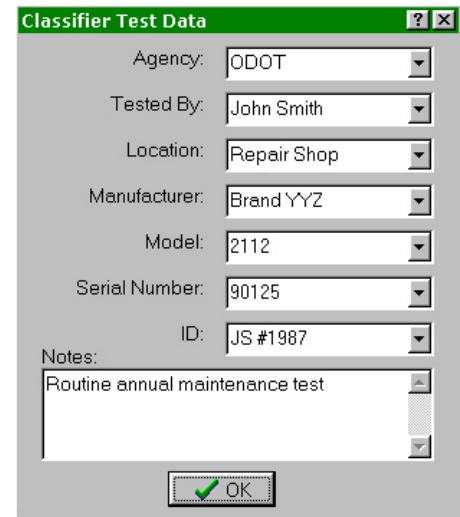 Classifier Test Data
Agency: ODOT
Tested By: John Smith
Location: Repair Shop
Manufacturer: Brand YYZ
Model: 2112
Serial Number: 90125
ID: JS #1987
Notes:
Routine annual maintenance test
OK